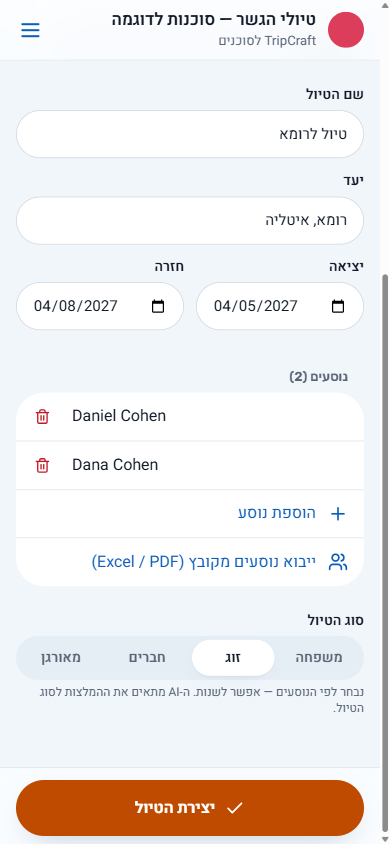 טיולי הגשר — סוכנות לדוגמה
TripCraft לסוכנים
שם הטיול
טיול לרומא
יעד
רומא, איטליה
יציאה
חזרה
04/05/2027
04/08/2027
נוסעים (2)
Daniel Cohen
Dana Cohen
הוספת נוסע
ייבוא נוסעים מקובץ (Excel / PDF)
סוג הטיול
משפחה
זוג
חברים
מאורגן
נבחר לפי הנוסעים — אפשר לשנות. ה-AI מתאים את ההמלצות לסוג
הטיול.
יצירת הטיול